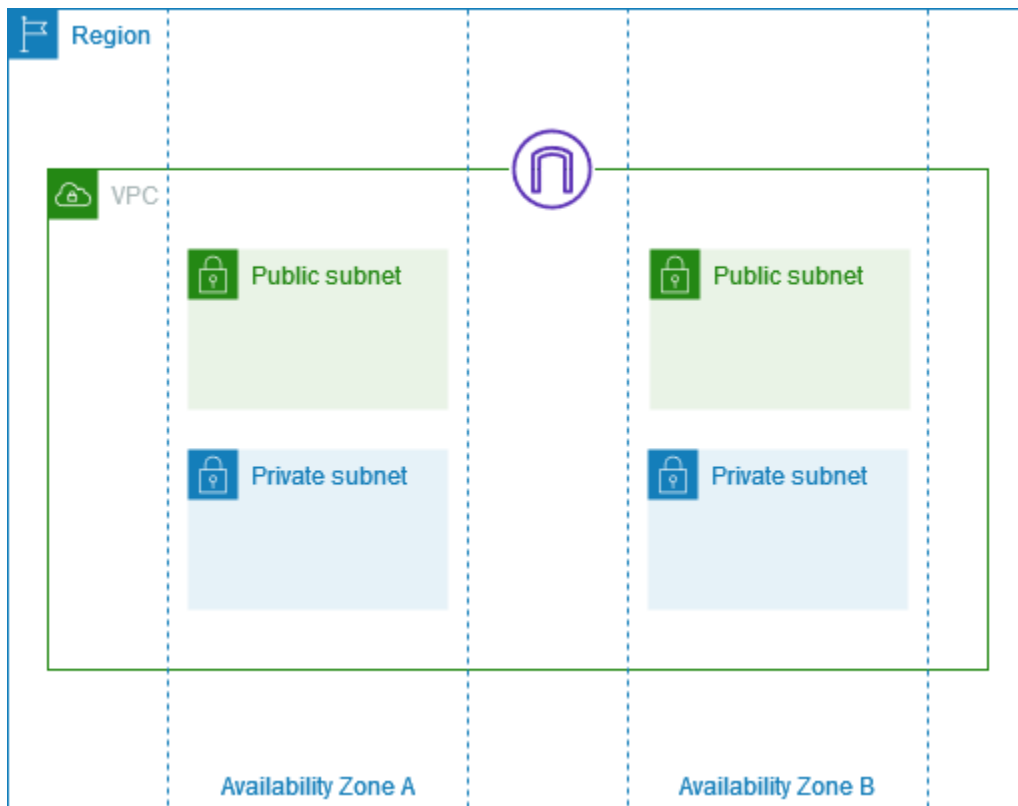 Region
VPC
Public subnet
Public subnet
Private subnet
Private subnet
Availability Zone A
Availability Zone B